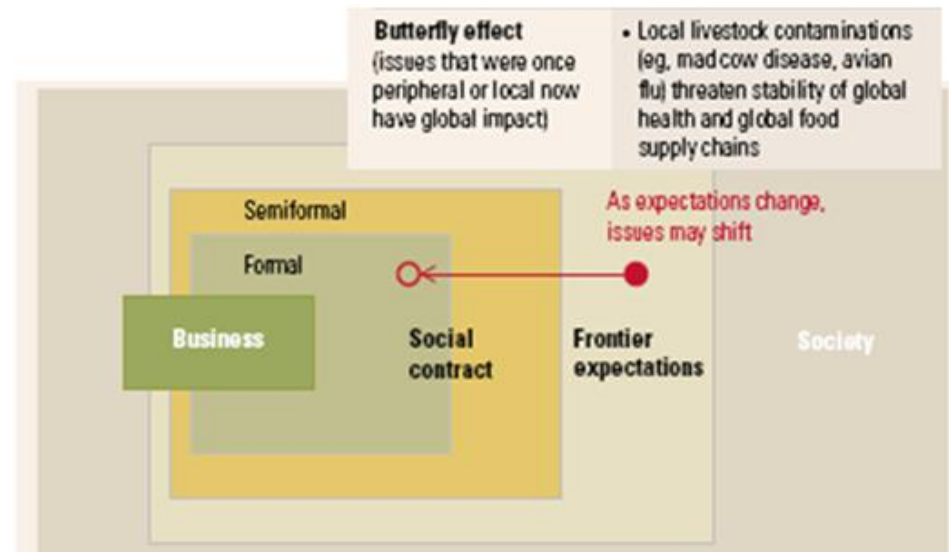 Butterfly effect
(issues that were once
peripheral or local now
have global impact)
• Local livestock contaminations
(eg, mad cow disease, avian
flu) threaten stability of global
health and global food
supply chains
As expectations change,
issues may shift
Semiformal
Formal
Business
Social
contract
Frontier
expectations
Society